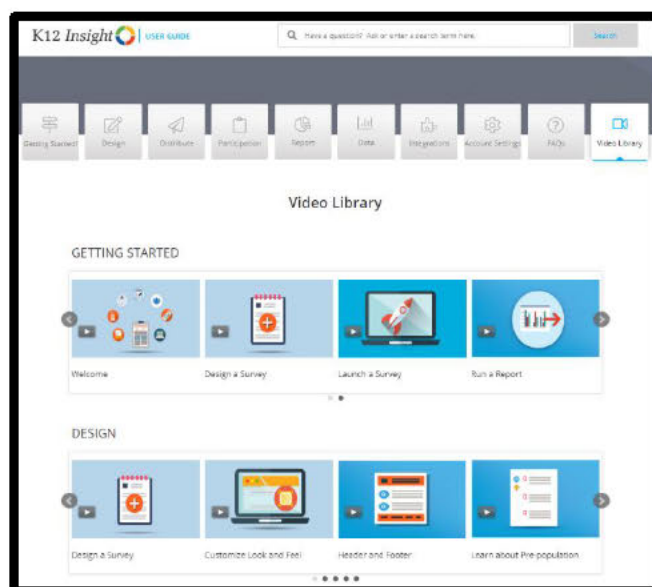 K12 Insight USER GUIDE
Have a question? Ask or enter a search term here.
Search
Getting Started!
Design
Distribute
Participation
Report
Data
Integrations
Account Settings
FAQs
Video Library
Video Library
GETTING STARTED
Welcome
Design a Survey
Launch a Survey
Run a Report
DESIGN
Design a Survey
Customize Look and Feel
Header and Footer
Learn about Pre-population